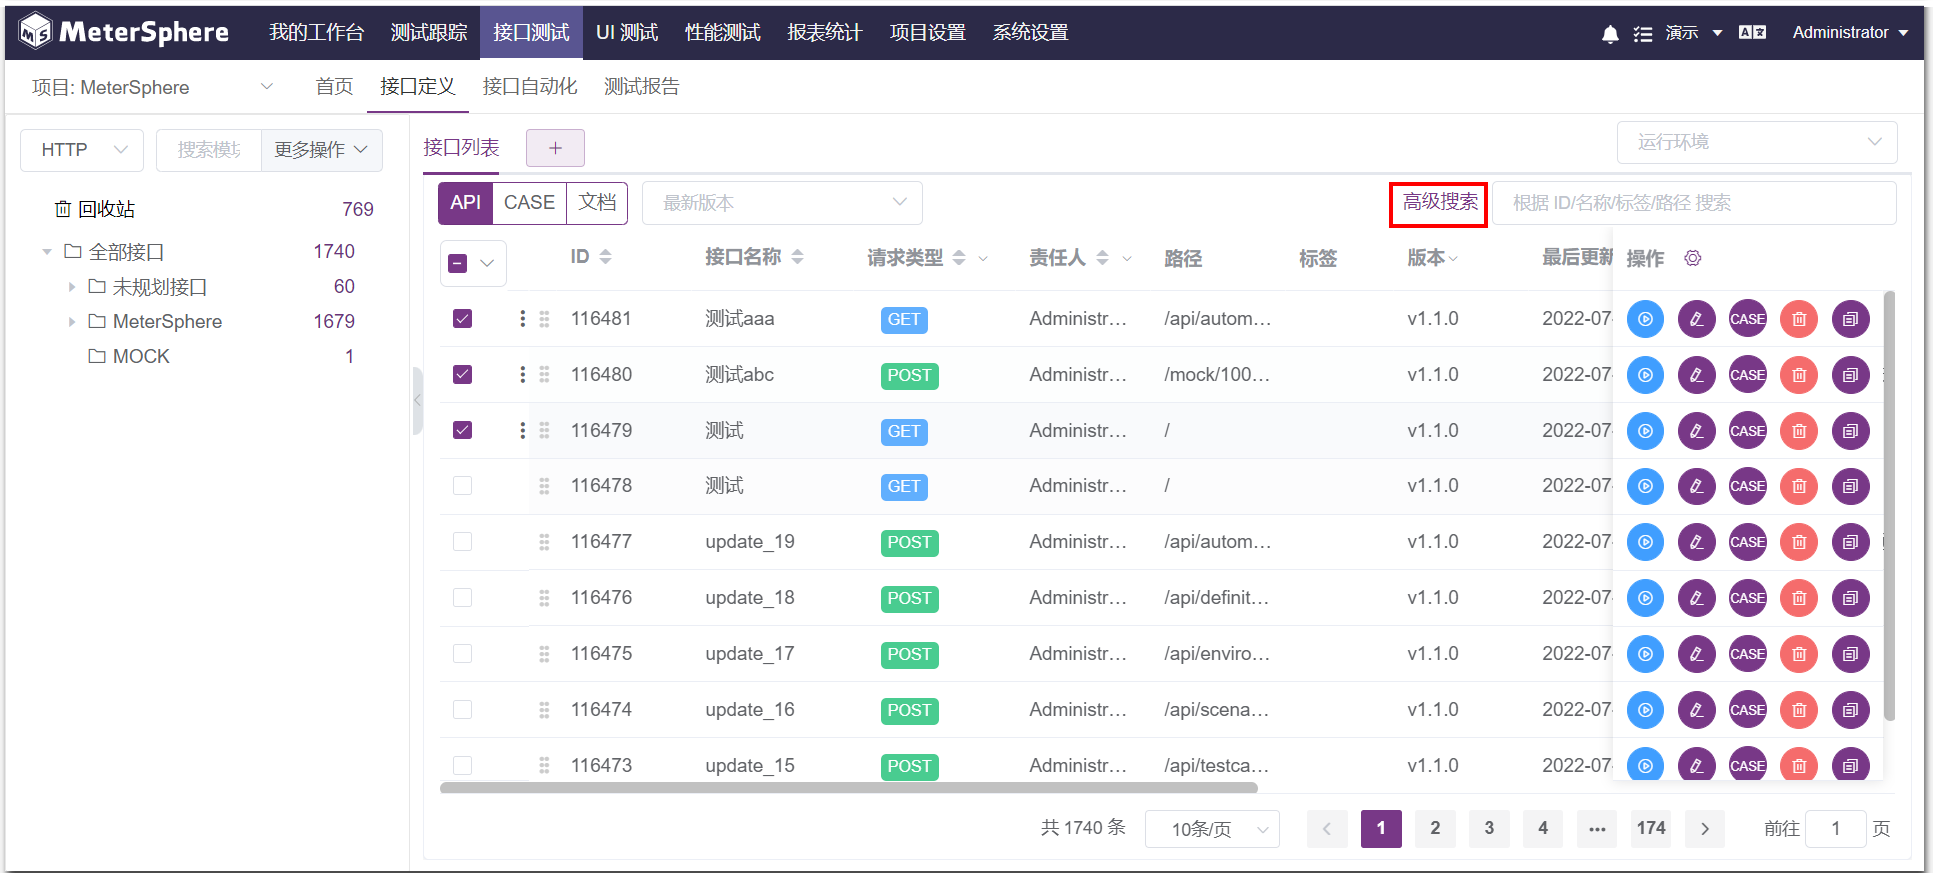 MeterSphere 我的工作台 测试跟踪 接口测试 UI 测试 性能测试 报表统计 项目设置 系统设置 演示 Administrator
项目: MeterSphere 首页 接口定义 接口自动化 测试报告
HTTP 搜索模块 更多操作
回收站 769
全部接口 1740
未规划接口 60
MeterSphere 1679
MOCK 1
接口列表 + 运行环境
API CASE 文档 最新版本 高级搜索 根据 ID/名称/标签/路径 搜索
ID 接口名称 请求类型 责任人 路径 标签 版本 最后更新 操作
116481 测试aaa GET Administr... /api/autom... v1.1.0 2022-07 CASE
116480 测试abc POST Administr... /mock/100... v1.1.0 2022-07 CASE
116479 测试 GET Administr... / v1.1.0 2022-07 CASE
116478 测试 GET Administr... / v1.1.0 2022-07 CASE
116477 update_19 POST Administr... /api/autom... v1.1.0 2022-07 CASE
116476 update_18 POST Administr... /api/definit... v1.1.0 2022-07 CASE
116475 update_17 POST Administr... /api/enviro... v1.1.0 2022-07 CASE
116474 update_16 POST Administr... /api/scena... v1.1.0 2022-07 CASE
116473 update_15 POST Administr... /api/testca... v1.1.0 2022-07 CASE
共 1740 条 10条/页 1 2 3 4 ... 174 前往 1 页